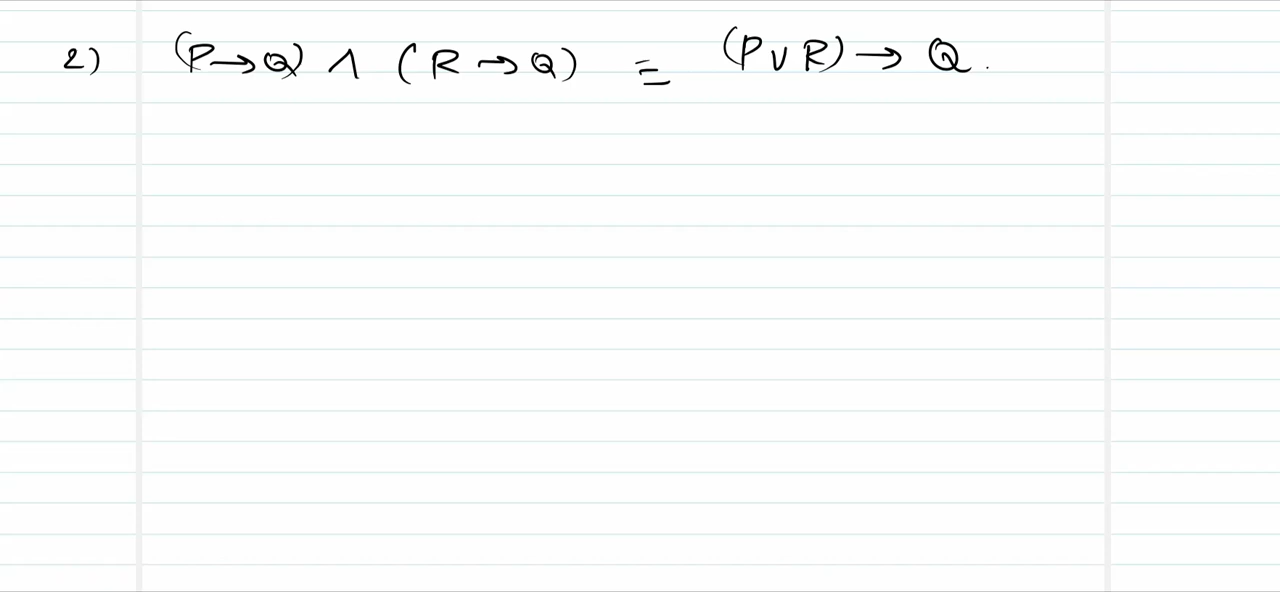 2) (P→Q) ∧ (R→Q) ≡ (P∨R)→ Q.